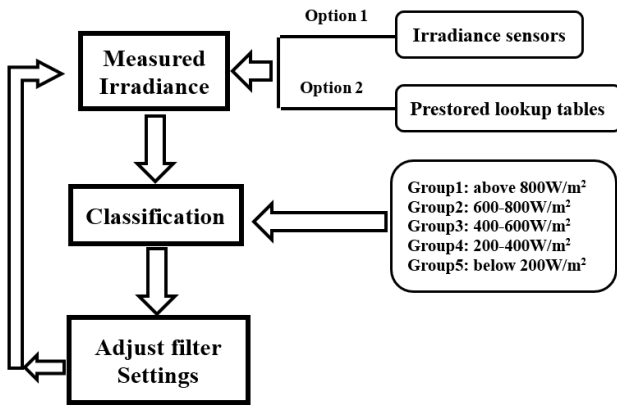 Option 1
Irradiance sensors
Measured
Irradiance
Option 2
Prestored lookup tables
Classification
Group1: above 800W/m²
Group2: 600-800W/m²
Group3: 400-600W/m²
Group4: 200-400W/m²
Group5: below 200W/m²
Adjust filter
Settings